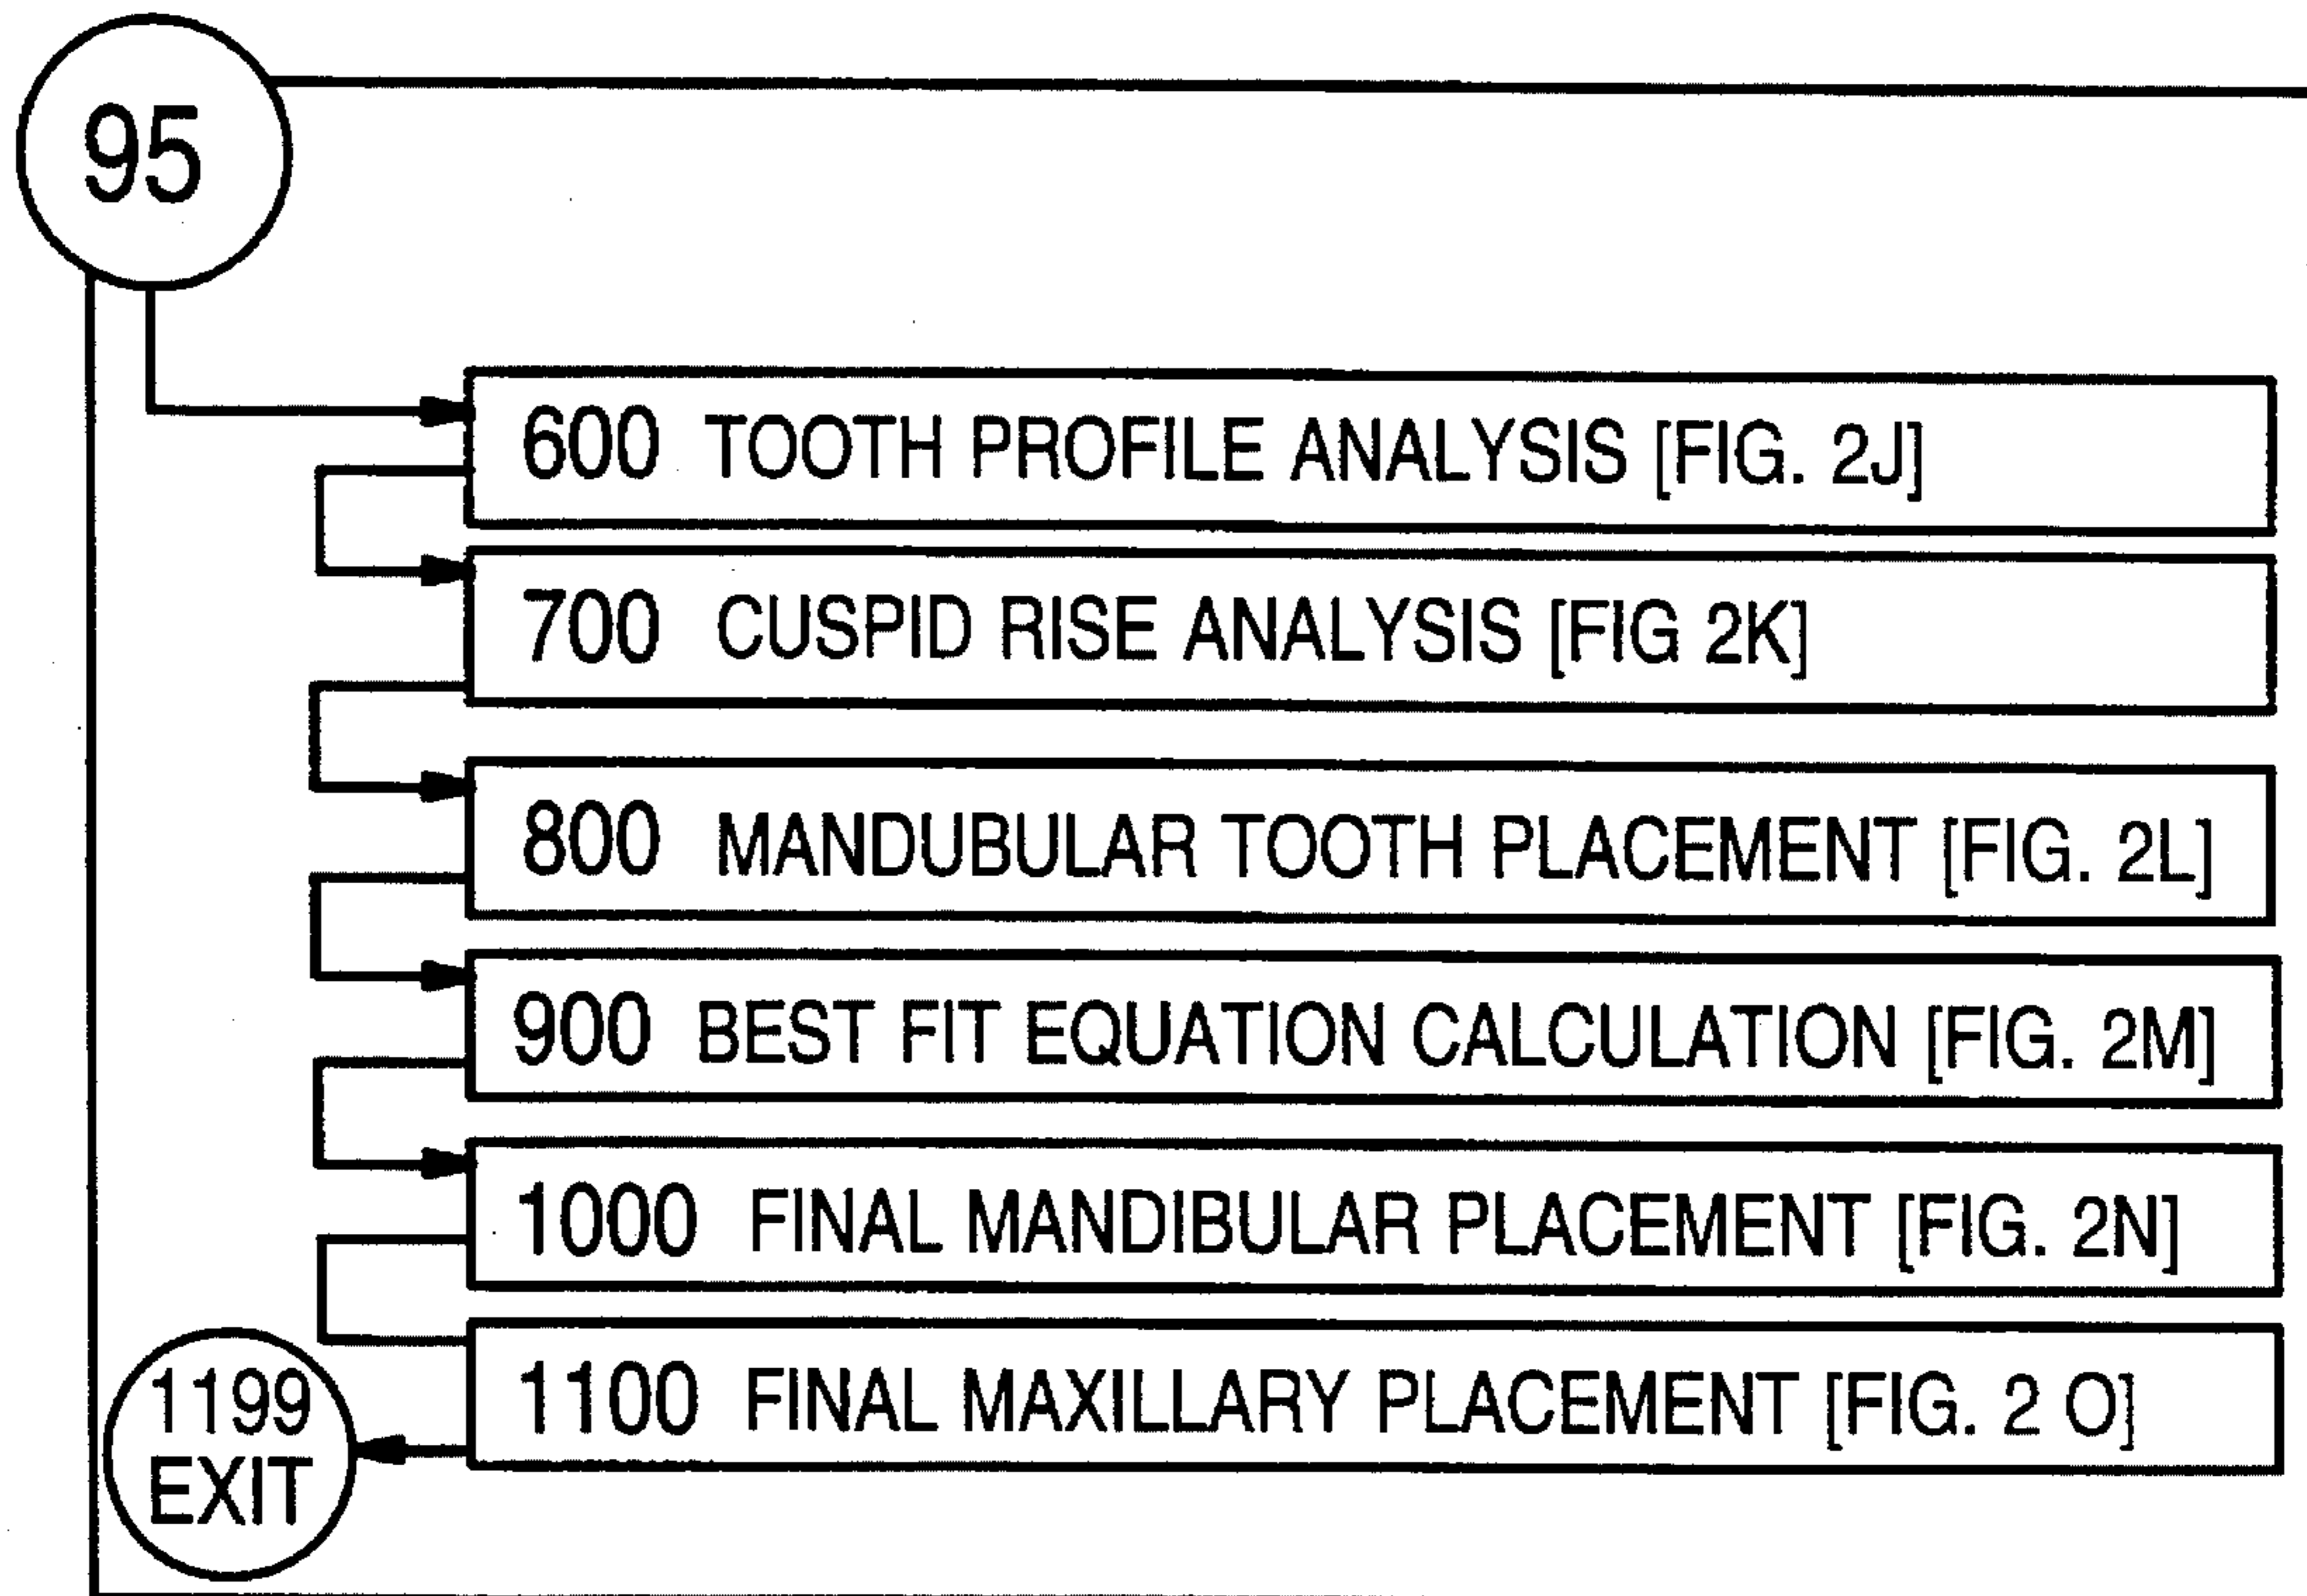 95
600 TOOTH PROFILE ANALYSIS [FIG. 2J]
700 CUSPID RISE ANALYSIS [FIG 2K]
800 MANDUBULAR TOOTH PLACEMENT [FIG. 2L]
900 BEST FIT EQUATION CALCULATION [FIG. 2M]
1000 FINAL MANDIBULAR PLACEMENT [FIG. 2N]
1100 FINAL MAXILLARY PLACEMENT [FIG. 2 O]
1199
EXIT